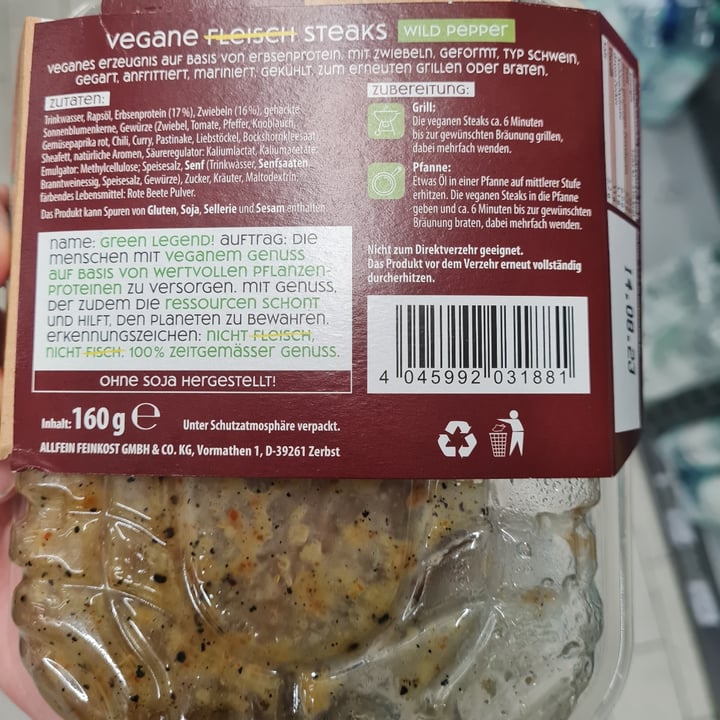 vegane FLEISCH STEAKS WILD PEPPER
veganes erzeugnis auf basis von erbsenprotein, mit zwiebeln, geformt, typ schwein,
gegart, anfrittiert, mariniert, gekühlt, zum erneuten grillen oder braten.
ZUTATEN:
Trinkwasser, Rapsöl, Erbsenprotein (17%), Zwiebeln (16%), gehackte
Sonnenblumenkerne, Gewürze (Zwiebel, Tomate, Pfeffer, Knoblauch,
Gemüsepaprika rot, Chili, Curry, Pastinake, Liebstöckel, Bockshornkleesaat),
Sheafett, natürliche Aromen, Säureregulator: Kaliumlactat, Kaliumacetate;
Emulgator: Methylcellulose; Speisesalz, Senf (Trinkwasser, Senfsaaten,
Branntweinessig, Speisesalz, Gewürze), Zucker, Kräuter, Maltodextrin,
färbendes Lebensmittel: Rote Beete Pulver.
Das Produkt kann Spuren von Gluten, Soja, Sellerie und Sesam enthalten.
name: Green Legend! Auftrag: Die
menschen mit veganem Genuss
auf basis von wertvollen pflanzen-
proteinen zu versorgen. mit Genuss,
der zudem die ressourcen schont
und hilft, den planeten zu bewahren.
erkennungszeichen: nicht fleisch,
nicht fisch: 100% zeitgemässer genuss.
OHNE SOJA HERGESTELLT!
Inhalt: 160 g e
Unter Schutzatmosphäre verpackt.
ALLFEIN FEINKOST GMBH & CO. KG, Vormathen 1, D-39261 Zerbst
ZUBEREITUNG:
Grill:
Die veganen Steaks ca. 6 Minuten
bis zur gewünschten Bräunung grillen,
dabei mehrfach wenden.
Pfanne:
Etwas Öl in einer Pfanne auf mittlerer Stufe
erhitzen. Die veganen Steaks in die Pfanne
geben und ca. 6 Minuten bis zur gewünschten
Bräunung braten, dabei mehrfach wenden.
Nicht zum Direktverzehr geeignet.
Das Produkt vor dem Verzehr erneut vollständig
durcherhitzen.
4 045992 031881
14.08.23